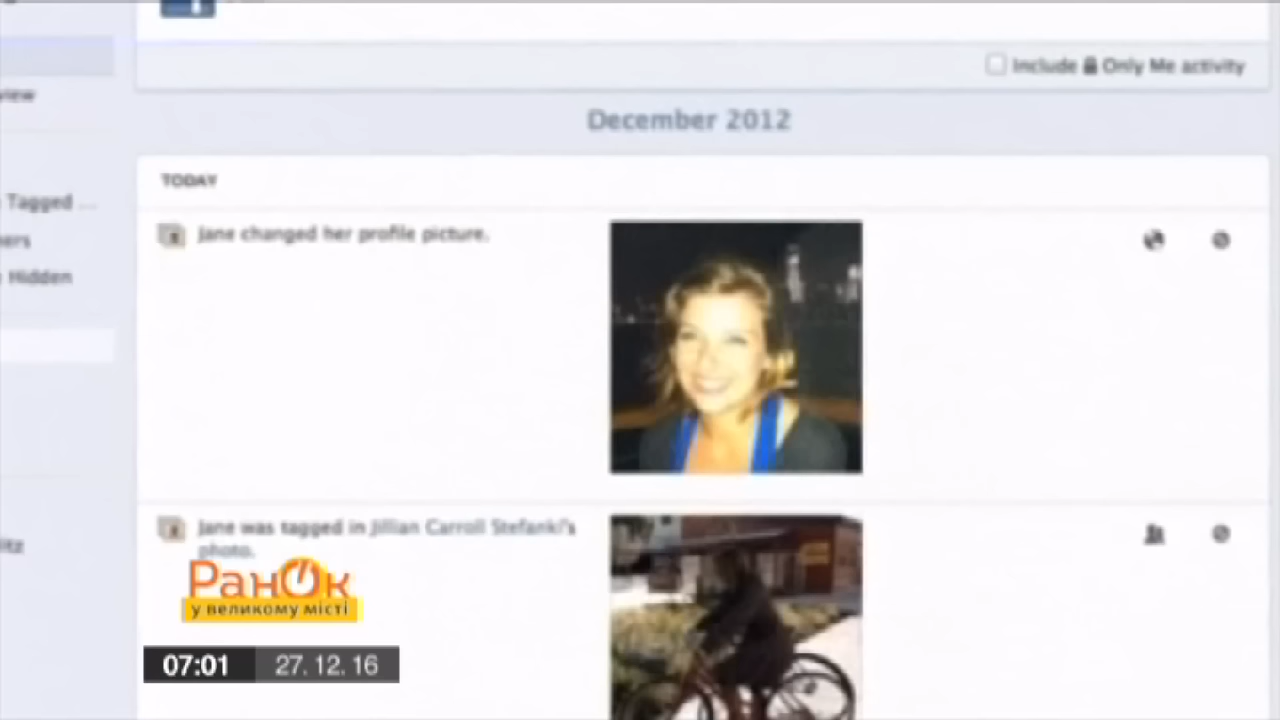 Include Only Me activity
December 2012
TODAY
Tagged ...
Hidden
Jane changed her profile picture.
Jane was tagged in Jillian Carroll Stefanki's
photo.
РанОк
у великому місті
07:01 27.12.16